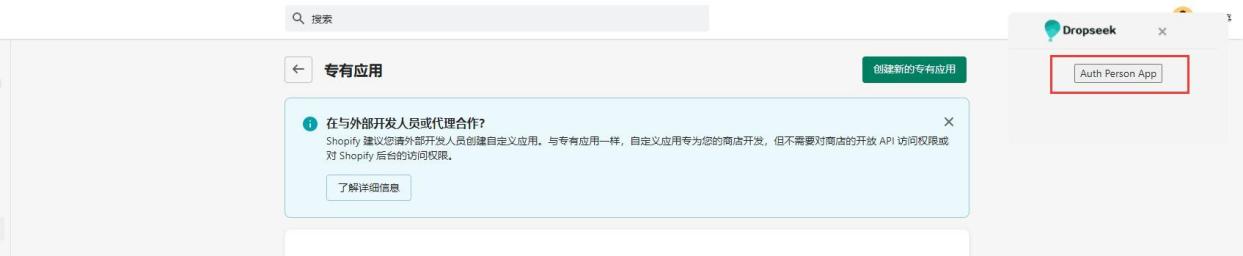 搜索
Dropseek
专有应用
创建新的专有应用
Auth Person App
在与外部开发人员或代理合作?
Shopify 建议您请外部开发人员创建自定义应用。与专有应用一样，自定义应用专为您的商店开发，但不需要对商店的开放 API 访问权限或
对 Shopify 后台的访问权限。
了解详细信息